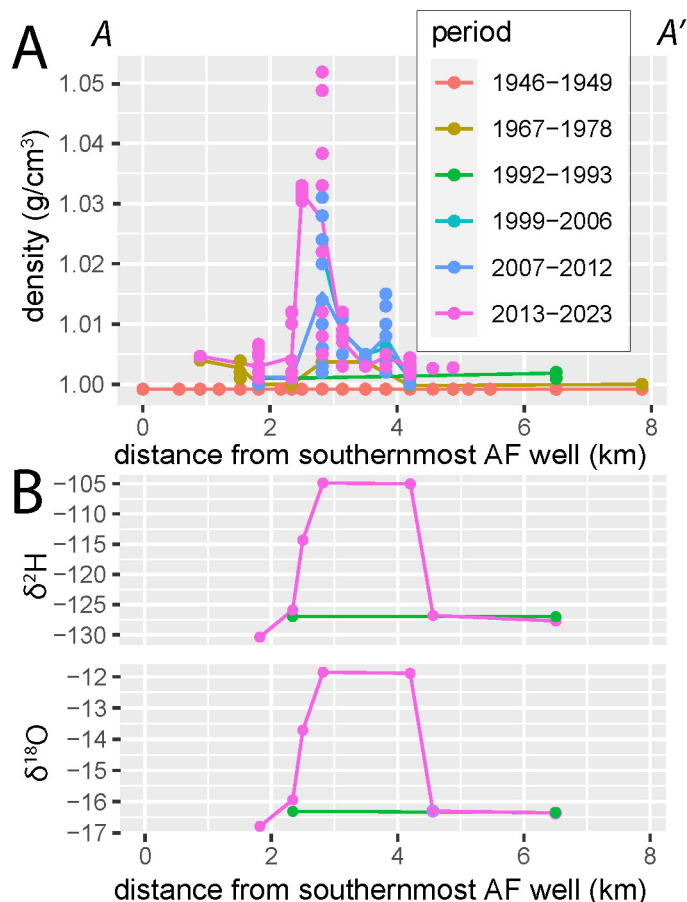 A
A
A'
period
1946−1949
1967−1978
1992−1993
1999−2006
2007−2012
2013−2023
density (g/cm³)
1.05
1.04
1.03
1.02
1.01
1.00
0 2 4 6 8
distance from southernmost AF well (km)
B
δ²H
−105
−110
−115
−120
−125
−130
δ¹⁸O
−12
−13
−14
−15
−16
−17
0 2 4 6 8
distance from southernmost AF well (km)